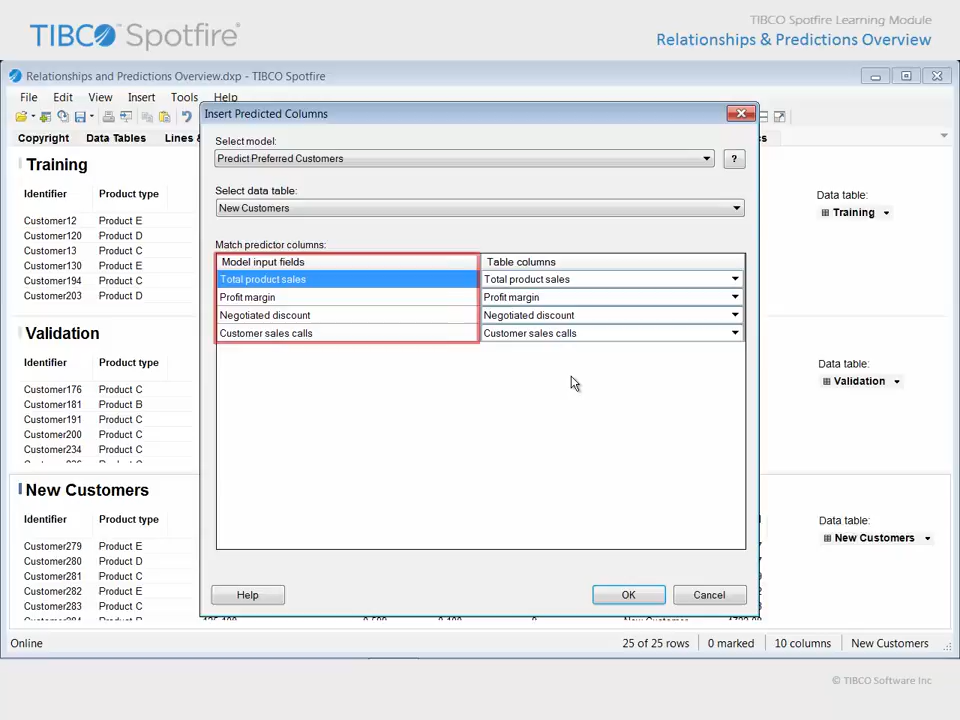 TIBCO Spotfire®
TIBCO Spotfire Learning Module
Relationships & Predictions Overview
Relationships and Predictions Overview.dxp - TIBCO Spotfire
File Edit View Insert Tools Help
Copyright Data Tables Lines &
Insert Predicted Columns
Select model:
Predict Preferred Customers
?
Select data table:
New Customers
Match predictor columns:
Model input fields Table columns
Total product sales Total product sales
Profit margin Profit margin
Negotiated discount Negotiated discount
Customer sales calls Customer sales calls
Help OK Cancel
Training
Identifier Product type
Customer12 Product E
Customer120 Product D
Customer13 Product C
Customer130 Product E
Customer194 Product C
Customer203 Product D
Data table:
Training
Validation
Identifier Product type
Customer176 Product C
Customer181 Product B
Customer191 Product C
Customer200 Product C
Customer234 Product C
Data table:
Validation
New Customers
Identifier Product type
Customer279 Product E
Customer280 Product D
Customer281 Product C
Customer282 Product E
Customer283 Product C
Customer284 Product C
Data table:
New Customers
Online 25 of 25 rows 0 marked 10 columns New Customers
© TIBCO Software Inc